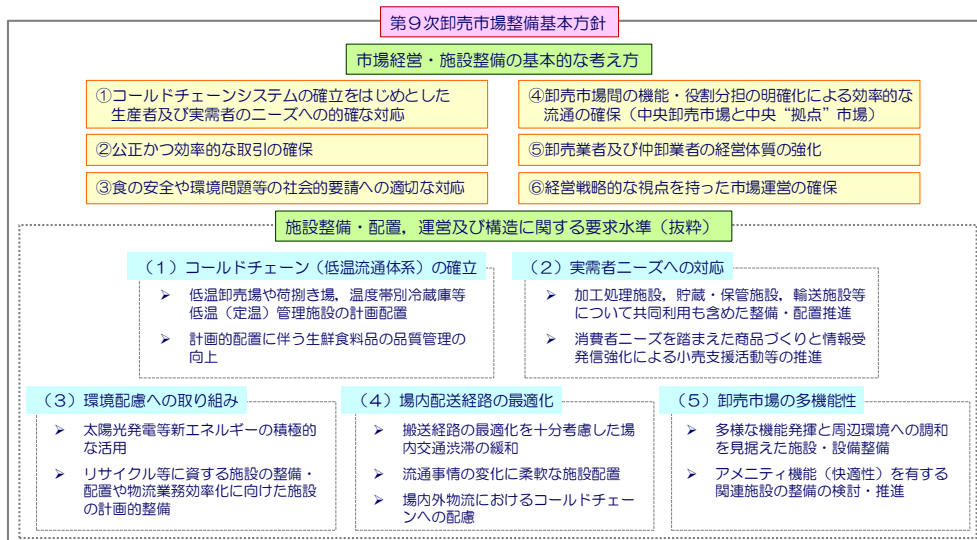 第９次卸売市場整備基本方針
市場経営・施設整備の基本的な考え方
①コールドチェーンシステムの確立をはじめとした
生産者及び実需者のニーズへの的確な対応
②公正かつ効率的な取引の確保
③食の安全や環境問題等の社会的要請への適切な対応
④卸売市場間の機能・役割分担の明確化による効率的な
流通の確保（中央卸売市場と中央“拠点”市場）
⑤卸売業者及び仲卸業者の経営体質の強化
⑥経営戦略的な視点を持った市場運営の確保
施設整備・配置，運営及び構造に関する要求水準（抜粋）
（１）コールドチェーン（低温流通体系）の確立
➢ 低温卸売場や荷捌き場，温度帯別冷蔵庫等
低温（定温）管理施設の計画配置
➢ 計画的配置に伴う生鮮食料品の品質管理の
向上
（２）実需者ニーズへの対応
➢ 加工処理施設，貯蔵・保管施設，輸送施設等
について共同利用も含めた整備・配置推進
➢ 消費者ニーズを踏まえた商品づくりと情報受
発信強化による小売支援活動等の推進
（３）環境配慮への取り組み
➢ 太陽光発電等新エネルギーの積極的
な活用
➢ リサイクル等に資する施設の整備・
配置や物流業務効率化に向けた施設
の計画的整備
（４）場内配送経路の最適化
➢ 搬送経路の最適化を十分考慮した場
内交通渋滞の緩和
➢ 流通事情の変化に柔軟な施設配置
➢ 場内外物流におけるコールドチェー
ンへの配慮
（５）卸売市場の多機能性
➢ 多様な機能発揮と周辺環境への調和
を見据えた施設・設備整備
➢ アメニティ機能（快適性）を有する
関連施設の整備の検討・推進